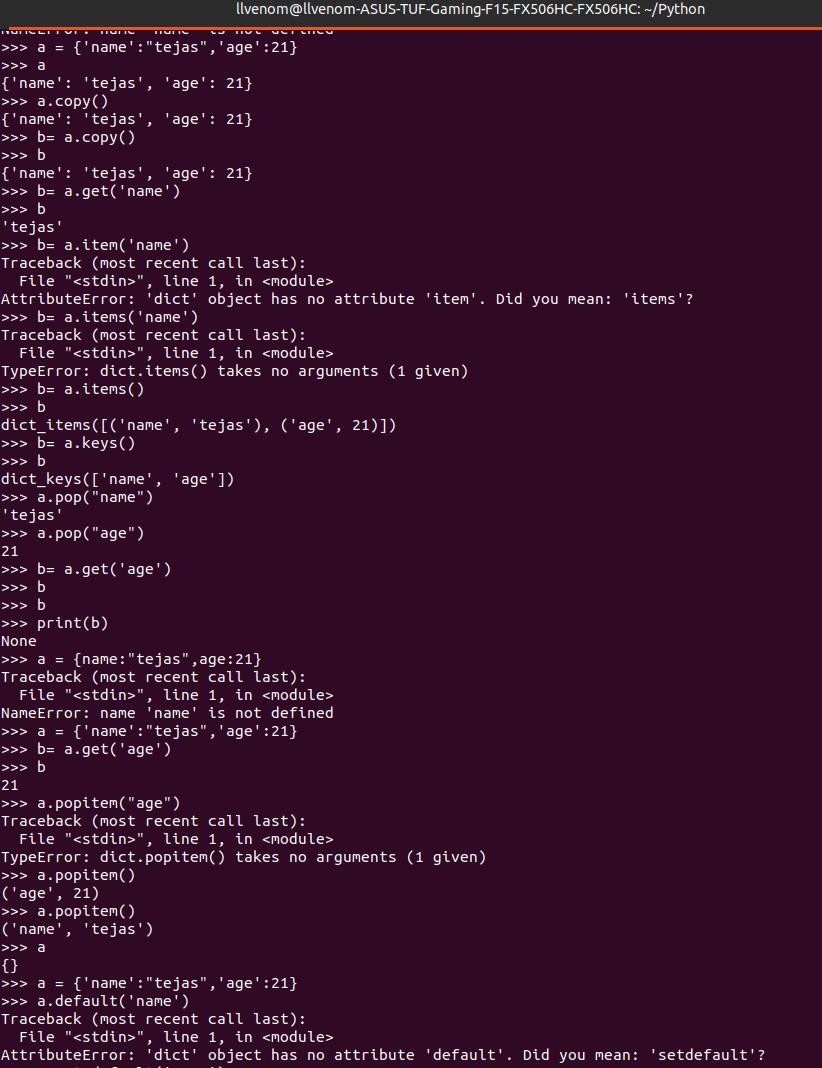 llvenom@llvenom-ASUS-TUF-Gaming-F15-FX506HC-FX506HC: ~/Python
NameError: name 'name' is not defined
>>> a = {'name':"tejas",'age':21}
>>> a
{'name': 'tejas', 'age': 21}
>>> a.copy()
{'name': 'tejas', 'age': 21}
>>> b= a.copy()
>>> b
{'name': 'tejas', 'age': 21}
>>> b= a.get('name')
>>> b
'tejas'
>>> b= a.item('name')
Traceback (most recent call last):
  File "<stdin>", line 1, in <module>
AttributeError: 'dict' object has no attribute 'item'. Did you mean: 'items'?
>>> b= a.items('name')
Traceback (most recent call last):
  File "<stdin>", line 1, in <module>
TypeError: dict.items() takes no arguments (1 given)
>>> b= a.items()
>>> b
dict_items([('name', 'tejas'), ('age', 21)])
>>> b= a.keys()
>>> b
dict_keys(['name', 'age'])
>>> a.pop("name")
'tejas'
>>> a.pop("age")
21
>>> b= a.get('age')
>>> b
>>> b
>>> print(b)
None
>>> a = {name:"tejas",age:21}
Traceback (most recent call last):
  File "<stdin>", line 1, in <module>
NameError: name 'name' is not defined
>>> a = {'name':"tejas",'age':21}
>>> b= a.get('age')
>>> b
21
>>> a.popitem("age")
Traceback (most recent call last):
  File "<stdin>", line 1, in <module>
TypeError: dict.popitem() takes no arguments (1 given)
>>> a.popitem()
('age', 21)
>>> a.popitem()
('name', 'tejas')
>>> a
{}
>>> a = {'name':"tejas",'age':21}
>>> a.default('name')
Traceback (most recent call last):
  File "<stdin>", line 1, in <module>
AttributeError: 'dict' object has no attribute 'default'. Did you mean: 'setdefault'?